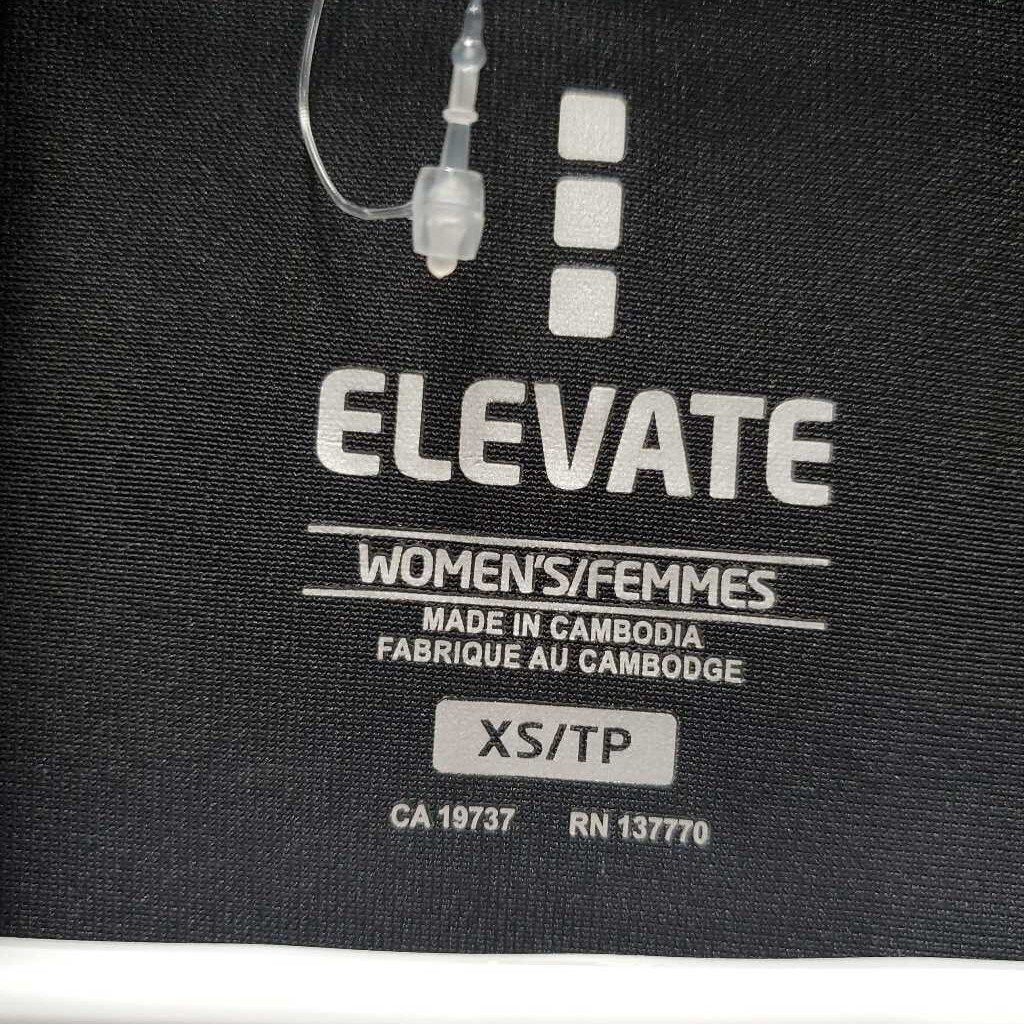 ELEVATE
WOMEN'S/FEMMES
MADE IN CAMBODIA
FABRIQUE AU CAMBODGE
XS/TP
CA 19737 RN 137770